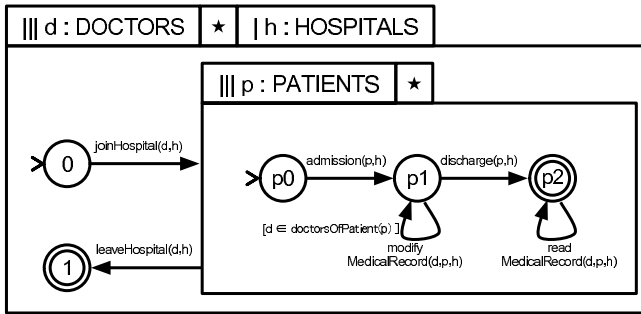 ||| d : DOCTORS ★ | h : HOSPITALS
||| p : PATIENTS ★
0
joinHospital(d,h)
p0
admission(p,h)
p1
discharge(p,h)
p2
[d ∈ doctorsOfPatient(p) ]
modify
MedicalRecord(d,p,h)
read
MedicalRecord(d,p,h)
1
leaveHospital(d,h)